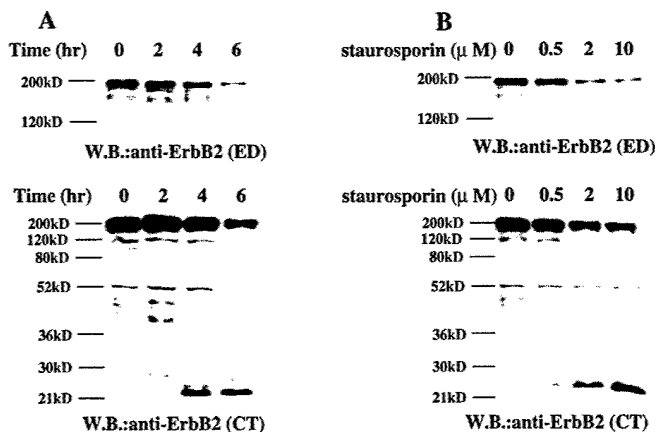 A
Time (hr) 0 2 4 6
200kD
120kD
W.B.:anti-ErbB2 (ED)
Time (hr) 0 2 4 6
200kD
120kD
80kD
52kD
36kD
30kD
21kD
W.B.:anti-ErbB2 (CT)
B
staurosporin (μ M) 0 0.5 2 10
200kD
120kD
W.B.:anti-ErbB2 (ED)
staurosporin (μ M) 0 0.5 2 10
200kD
120kD
80kD
52kD
36kD
30kD
21kD
W.B.:anti-ErbB2 (CT)